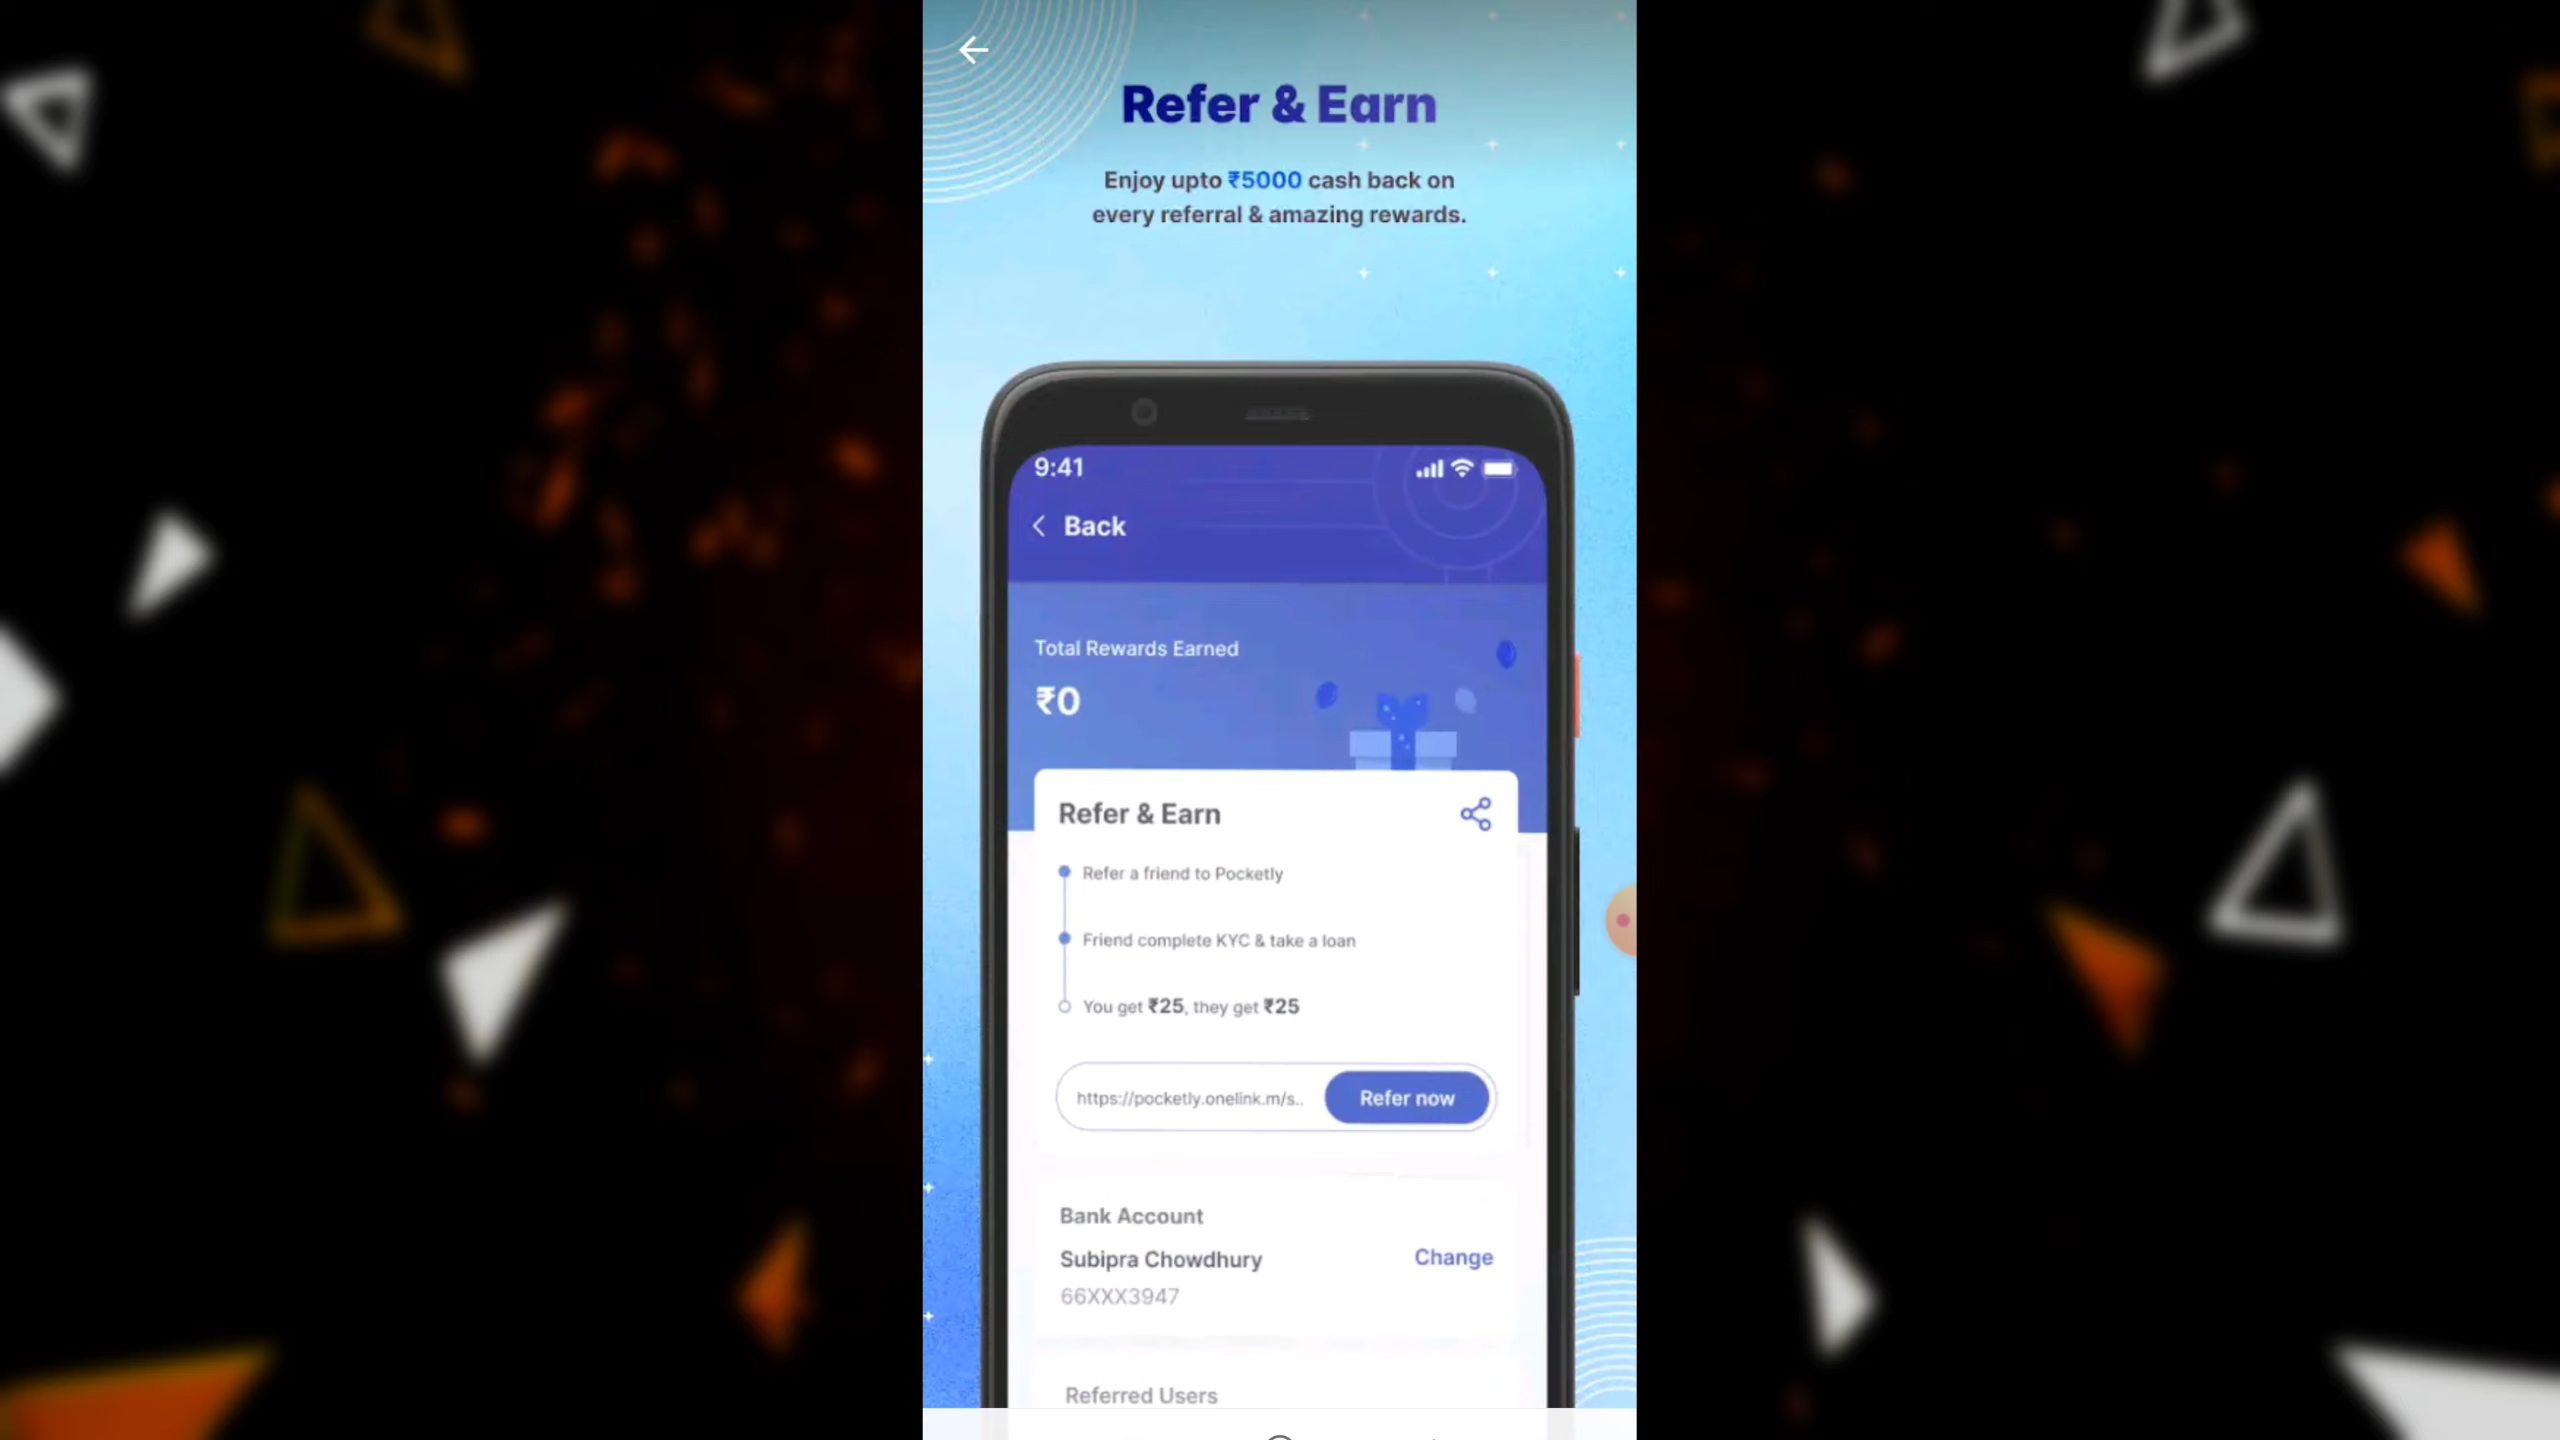 Refer & Earn
Enjoy upto ₹5000 cash back on
every referral & amazing rewards.
9:41
Back
Total Rewards Earned
₹0
Refer & Earn
Refer a friend to Pocketly
Friend complete KYC & take a loan
You get ₹25, they get ₹25
https://pocketly.onelink.m/s..
Refer now
Bank Account
Subipra Chowdhury
Change
66XXX3947
Referred Users